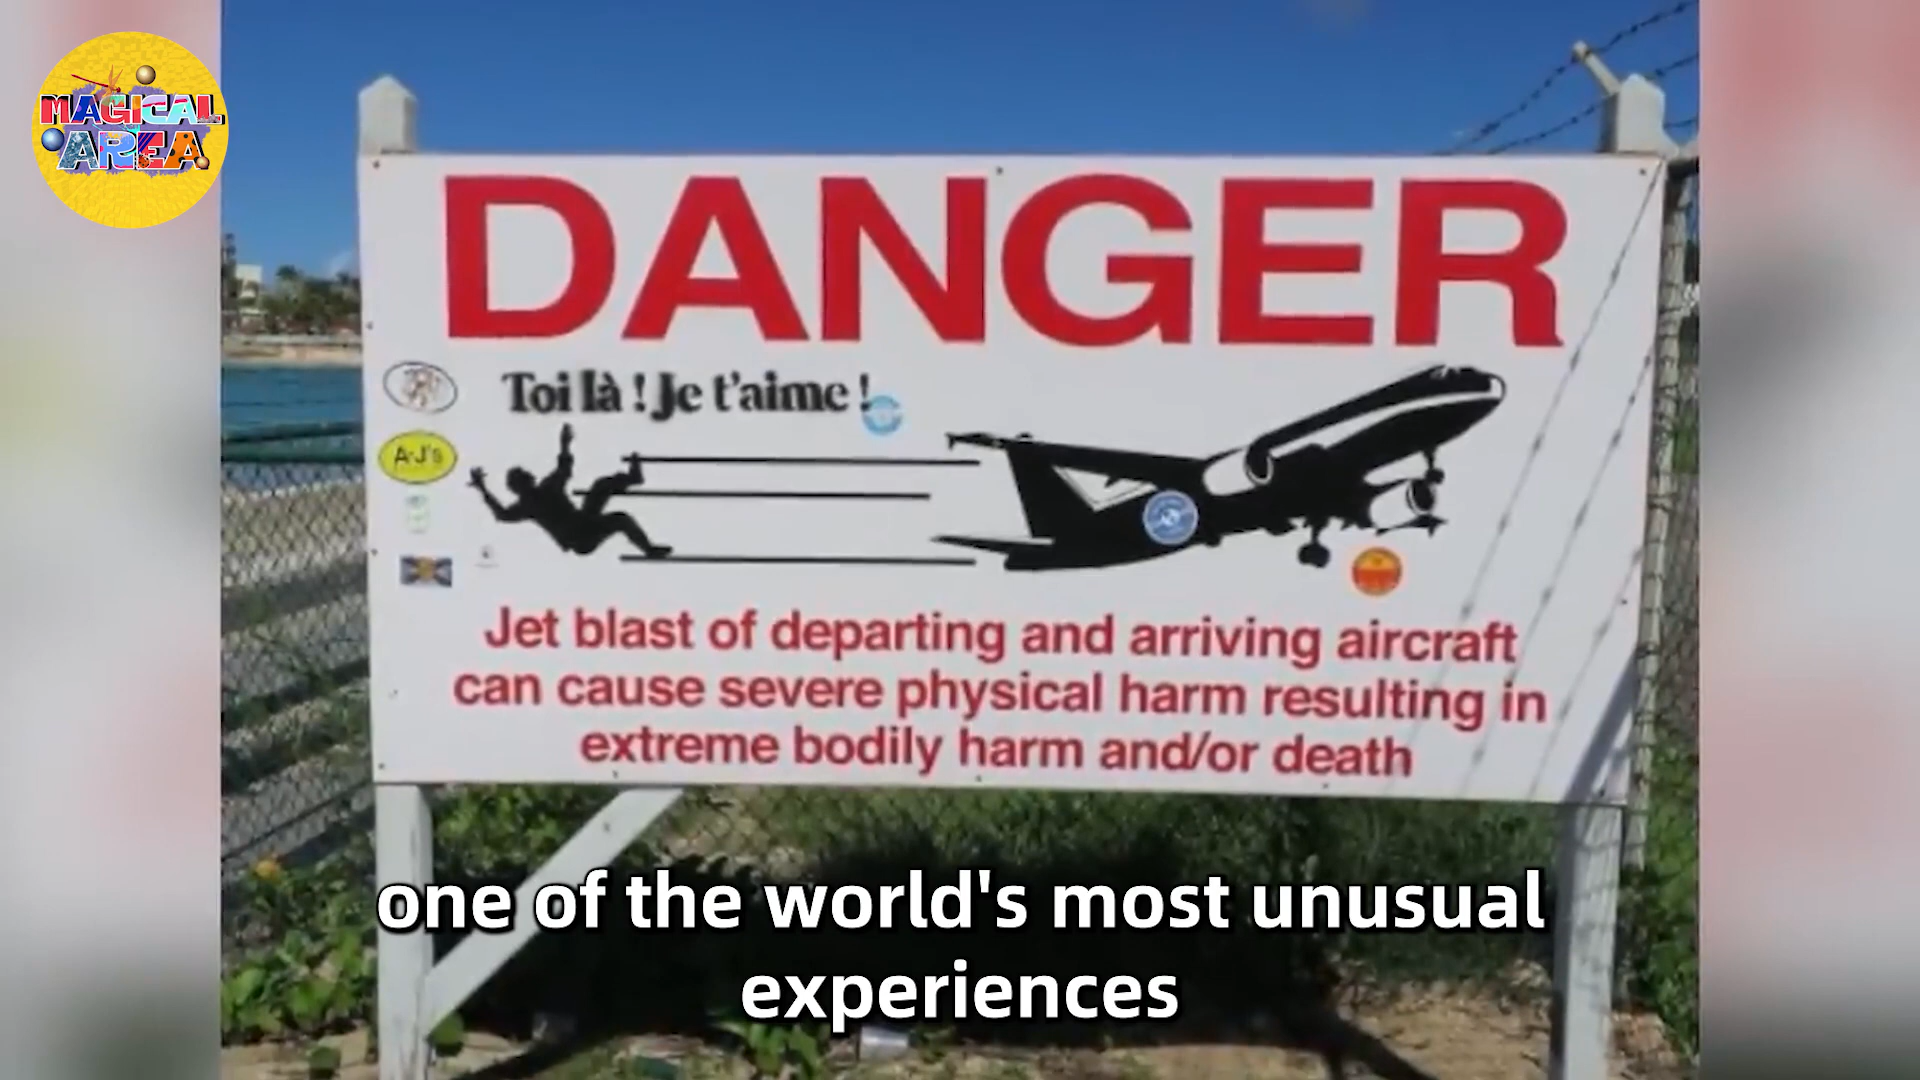 MAGICAL
AREA
DANGER
Toi là ! Je t'aime !
A-J's
Jet blast of departing and arriving aircraft
can cause severe physical harm resulting in
extreme bodily harm and/or death
one of the world's most unusual
experiences